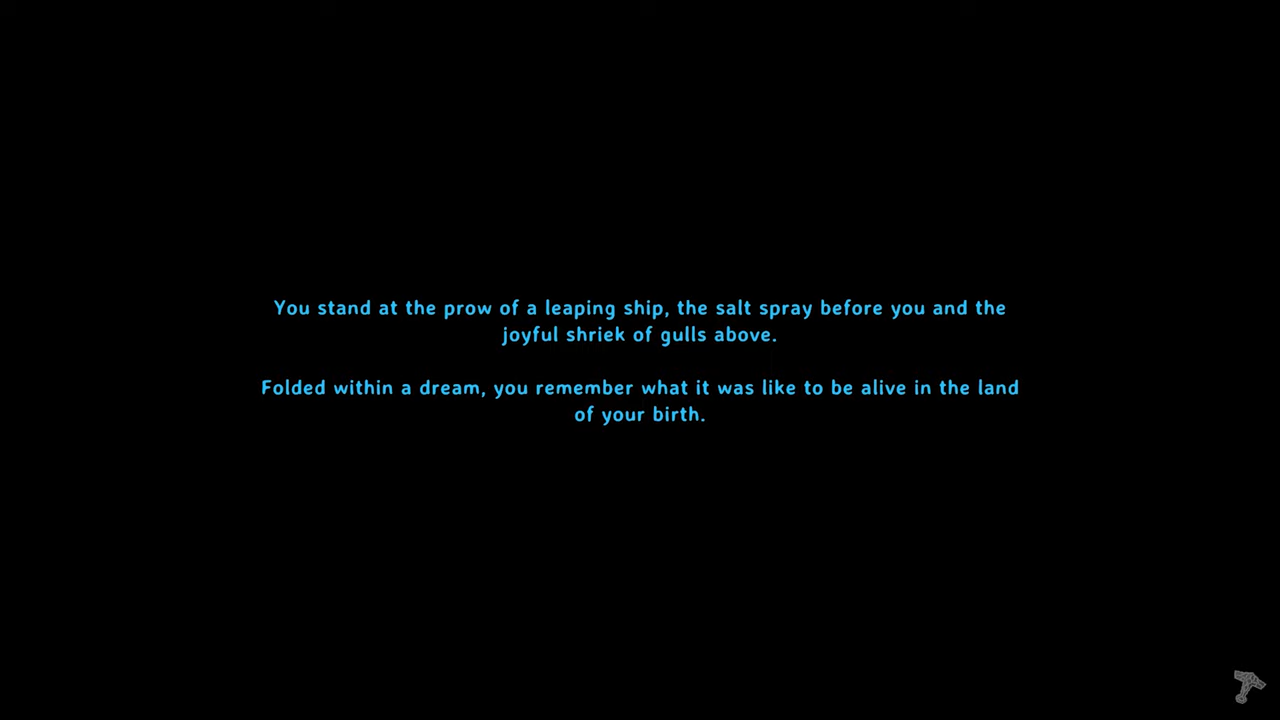 You stand at the prow of a leaping ship, the salt spray before you and the
joyful shriek of gulls above.
Folded within a dream, you remember what it was like to be alive in the land
of your birth.